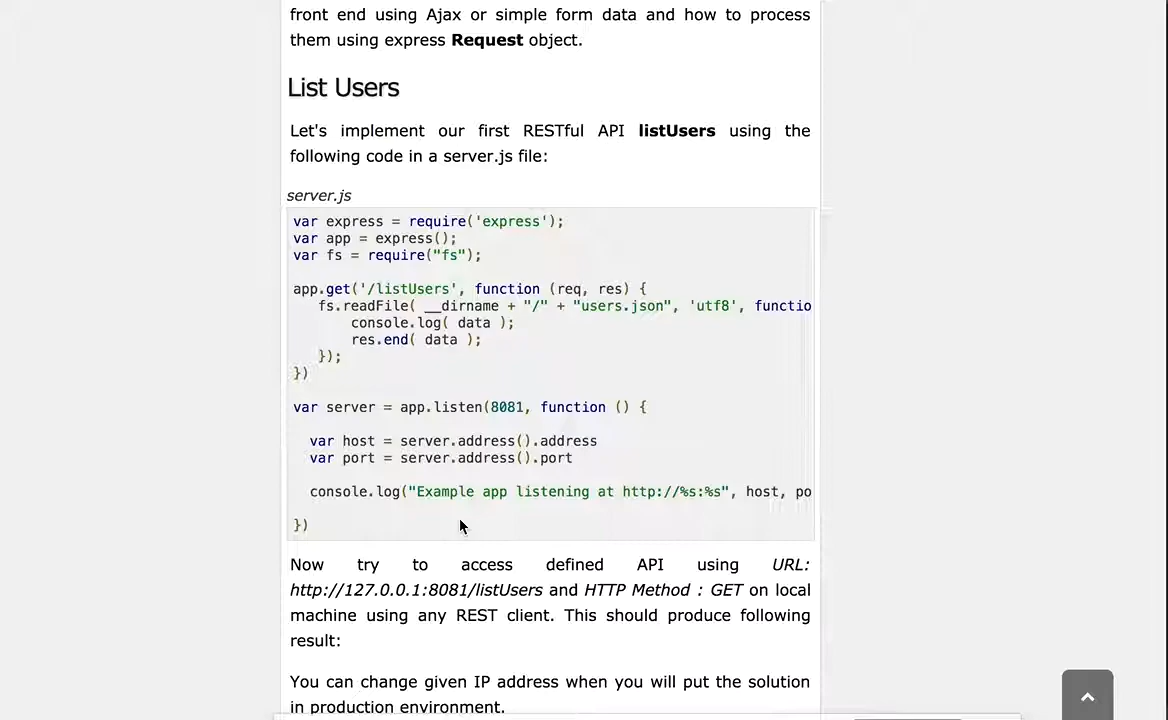 front end using Ajax or simple form data and how to process
them using express Request object.
List Users
Let's implement our first RESTful API listUsers using the
following code in a server.js file:
server.js
var express = require('express');
var app = express();
var fs = require("fs");
app.get('/listUsers', function (req, res) {
fs.readFile( __dirname + "/" + "users.json", 'utf8', functio
console.log( data );
res.end( data );
});
})
var server = app.listen(8081, function () {
var host = server.address().address
var port = server.address().port
console.log("Example app listening at http://%s:%s", host, po
})
Now try to access defined API using URL:
http://127.0.0.1:8081/listUsers and HTTP Method : GET on local
machine using any REST client. This should produce following
result:
You can change given IP address when you will put the solution
in production environment.